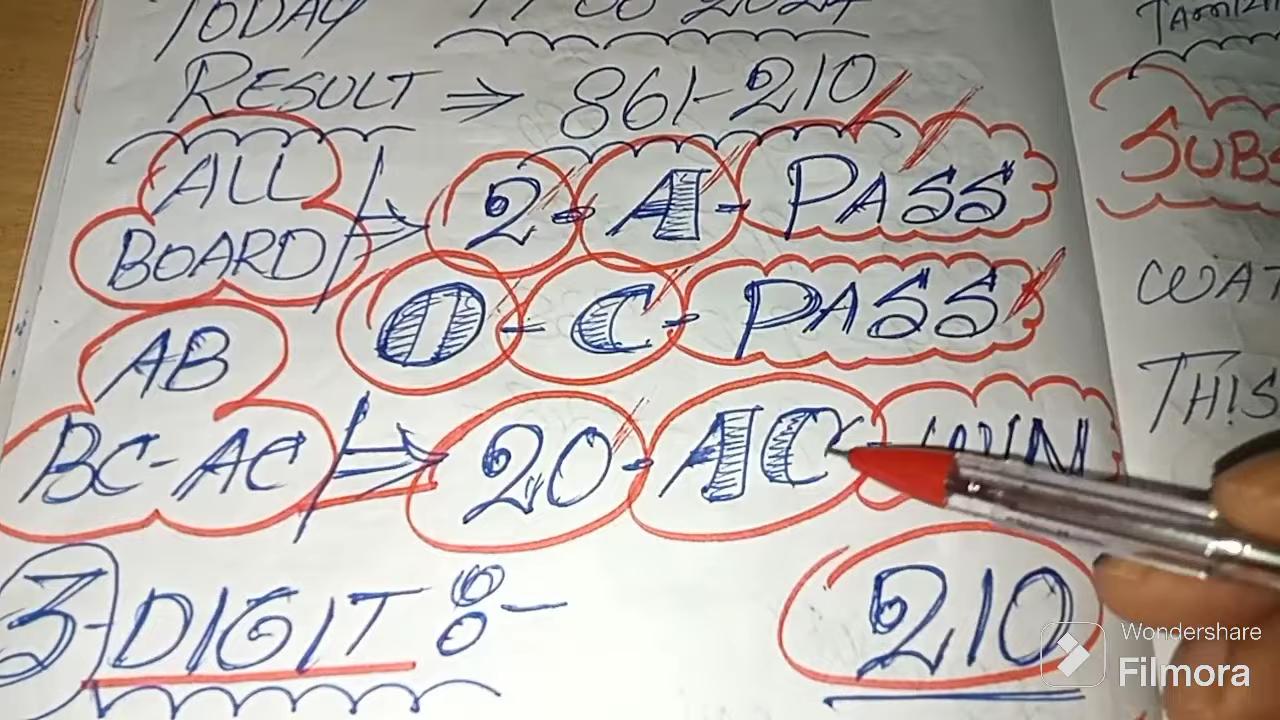 TODAY
RESULT ⇒ 861-210
ALL BOARD ⇒ 2 - A - PASS
0 - C - PASS
AB BC-AC ⇒ 20 - AC - WIN
3-DIGIT :- 210
SUBS
WAT
THIS
Wondershare
Filmora